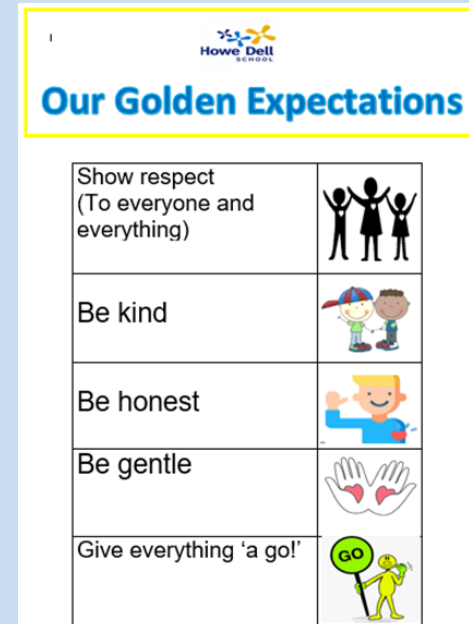 Howe Dell
SCHOOL
Our Golden Expectations
Show respect
(To everyone and
everything)
Be kind
Be honest
Be gentle
Give everything ‘a go!’
GO